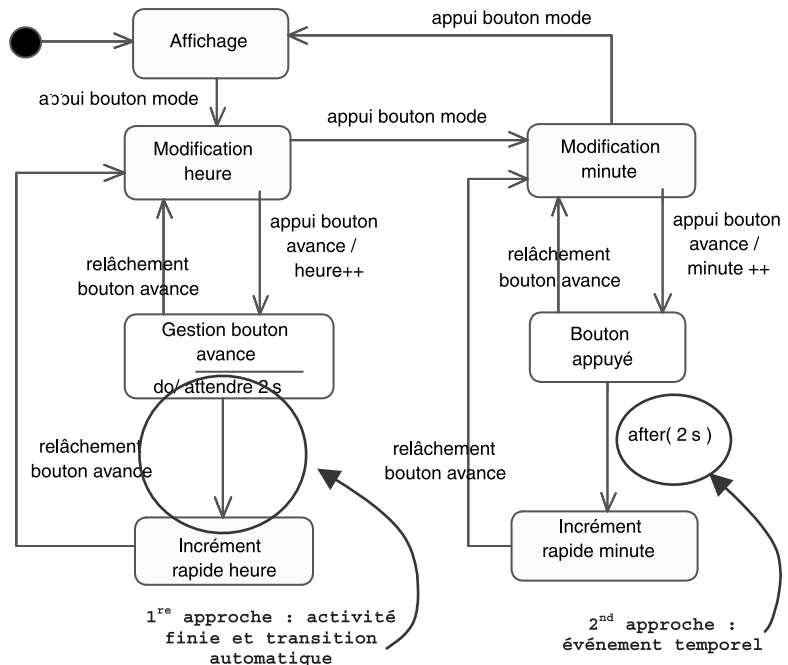 Affichage
appui bouton mode
appui bouton mode
appui bouton mode
Modification
heure
Modification
minute
appui bouton
avance /
heure++
appui bouton
avance /
minute ++
relâchement
bouton avance
relâchement
bouton avance
Gestion bouton
avance
do/ attendre 2 s
Bouton
appuyé
relâchement
bouton avance
relâchement
bouton avance
after( 2 s )
Incrément
rapide heure
Incrément
rapide minute
1re approche : activité
finie et transition
automatique
2nd approche :
événement temporel